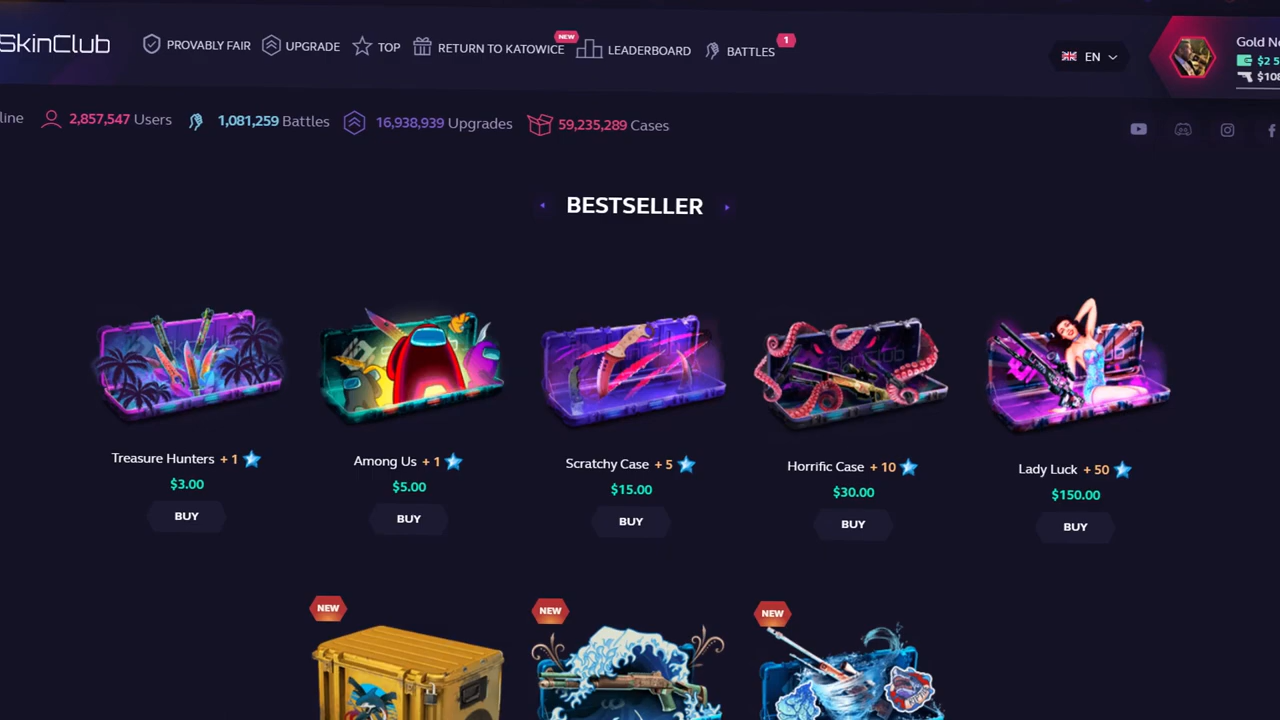 SkinClub
PROVABLY FAIR
UPGRADE
TOP
RETURN TO KATOWICE
NEW
LEADERBOARD
BATTLES
1
EN
Gold
$108
line
2,857,547 Users
1,081,259 Battles
16,938,939 Upgrades
59,235,289 Cases
BESTSELLER
Treasure Hunters + 1
Among Us + 1
Scratchy Case + 5
Horrific Case + 10
Lady Luck + 50
$3.00
$5.00
$15.00
$30.00
$150.00
BUY
BUY
BUY
BUY
BUY
NEW
NEW
NEW